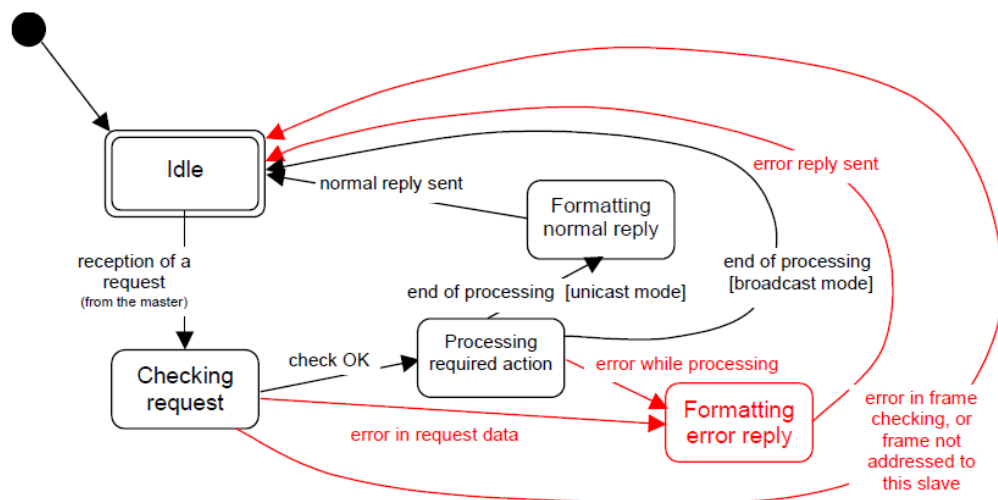 Idle
error reply sent
normal reply sent
Formatting
normal reply
reception of a
request
(from the master)
end of processing
[broadcast mode]
end of processing [unicast mode]
Processing
required action
check OK
error while processing
Checking
request
Formatting
error reply
error in request data
error in frame
checking, or
frame not
addressed to
this slave